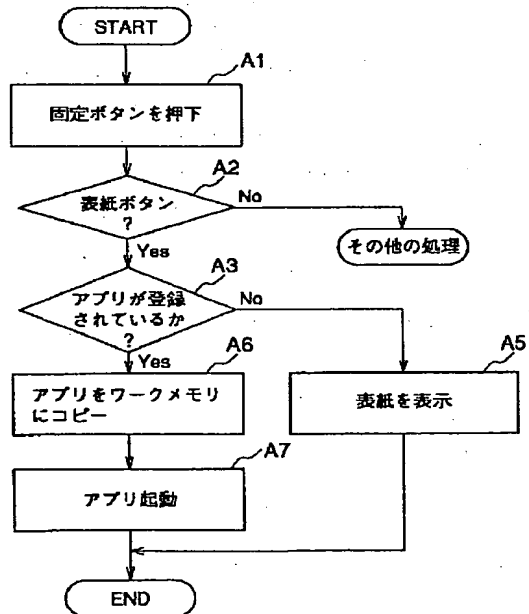 START
A1
固定ボタンを押下
A2
表紙ボタン
?
No
Yes
その他の処理
A3
アプリが登録
されているか
?
No
Yes
A6
アプリをワークメモリ
にコピー
A5
表紙を表示
A7
アプリ起動
END